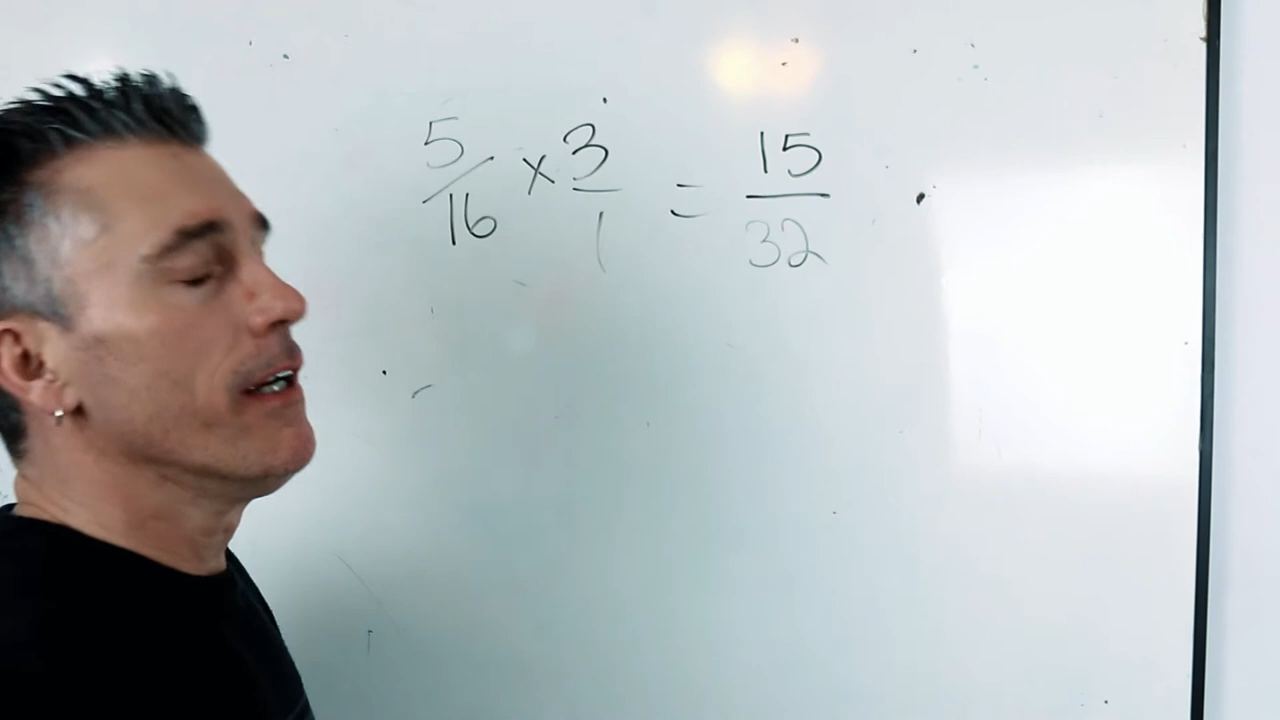 5/16 × 3/1 = 15/32